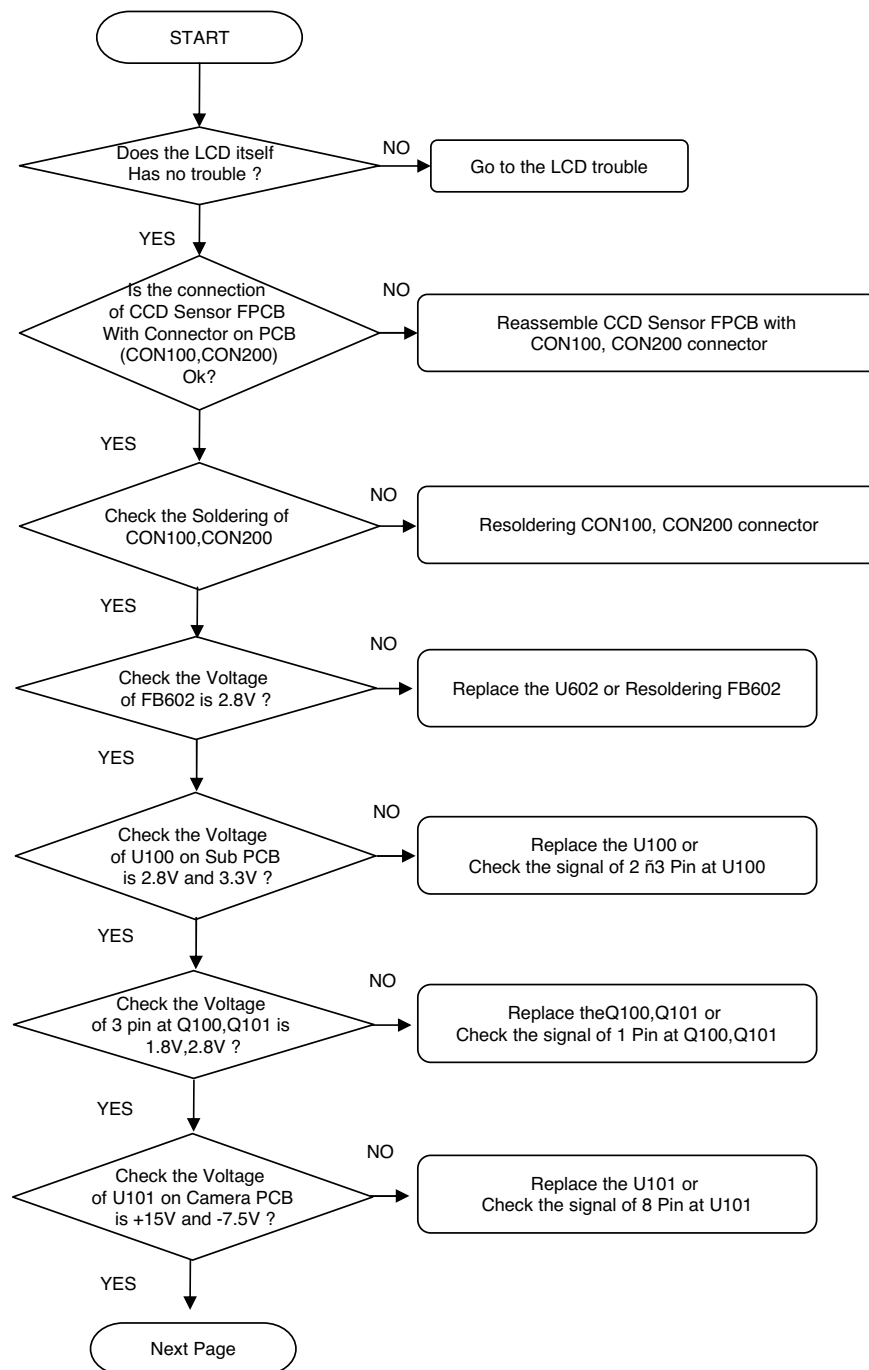 START
Does the LCD itself
Has no trouble ?
NO
Go to the LCD trouble
YES
Is the connection
of CCD Sensor FPCB
With Connector on PCB
(CON100,CON200)
Ok?
NO
Reassemble CCD Sensor FPCB with
CON100, CON200 connector
YES
Check the Soldering of
CON100,CON200
NO
Resoldering CON100, CON200 connector
YES
Check the Voltage
of FB602 is 2.8V ?
NO
Replace the U602 or Resoldering FB602
YES
Check the Voltage
of U100 on Sub PCB
is 2.8V and 3.3V ?
NO
Replace the U100 or
Check the signal of 2 ñ3 Pin at U100
YES
Check the Voltage
of 3 pin at Q100,Q101 is
1.8V,2.8V ?
NO
Replace theQ100,Q101 or
Check the signal of 1 Pin at Q100,Q101
YES
Check the Voltage
of U101 on Camera PCB
is +15V and -7.5V ?
NO
Replace the U101 or
Check the signal of 8 Pin at U101
YES
Next Page